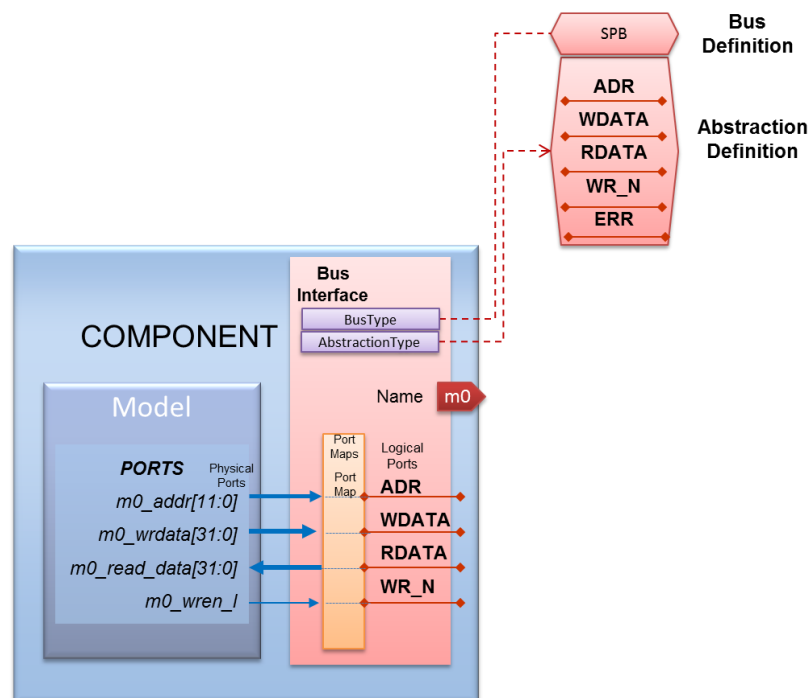 SPB
Bus
Definition
ADR
WDATA
RDATA
WR_N
ERR
Abstraction
Definition
COMPONENT
Bus
Interface
BusType
AbstractionType
Name
m0
Model
PORTS
Physical
Ports
m0_addr[11:0]
m0_wrdata[31:0]
m0_read_data[31:0]
m0_wren_l
Port
Maps
Port
Map
Logical
Ports
ADR
WDATA
RDATA
WR_N